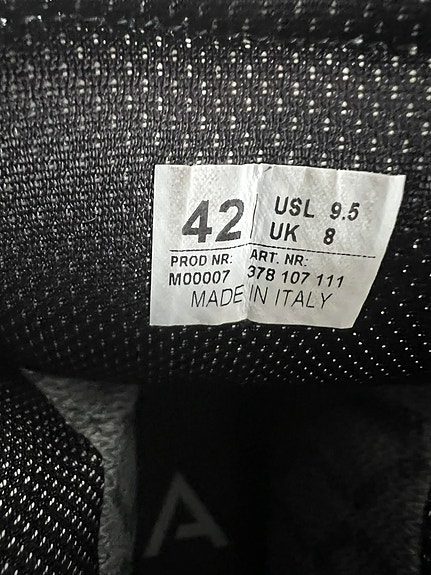 42 USL 9.5
UK 8
PROD NR: ART. NR:
M00007 378 107 111
MADE IN ITALY
A